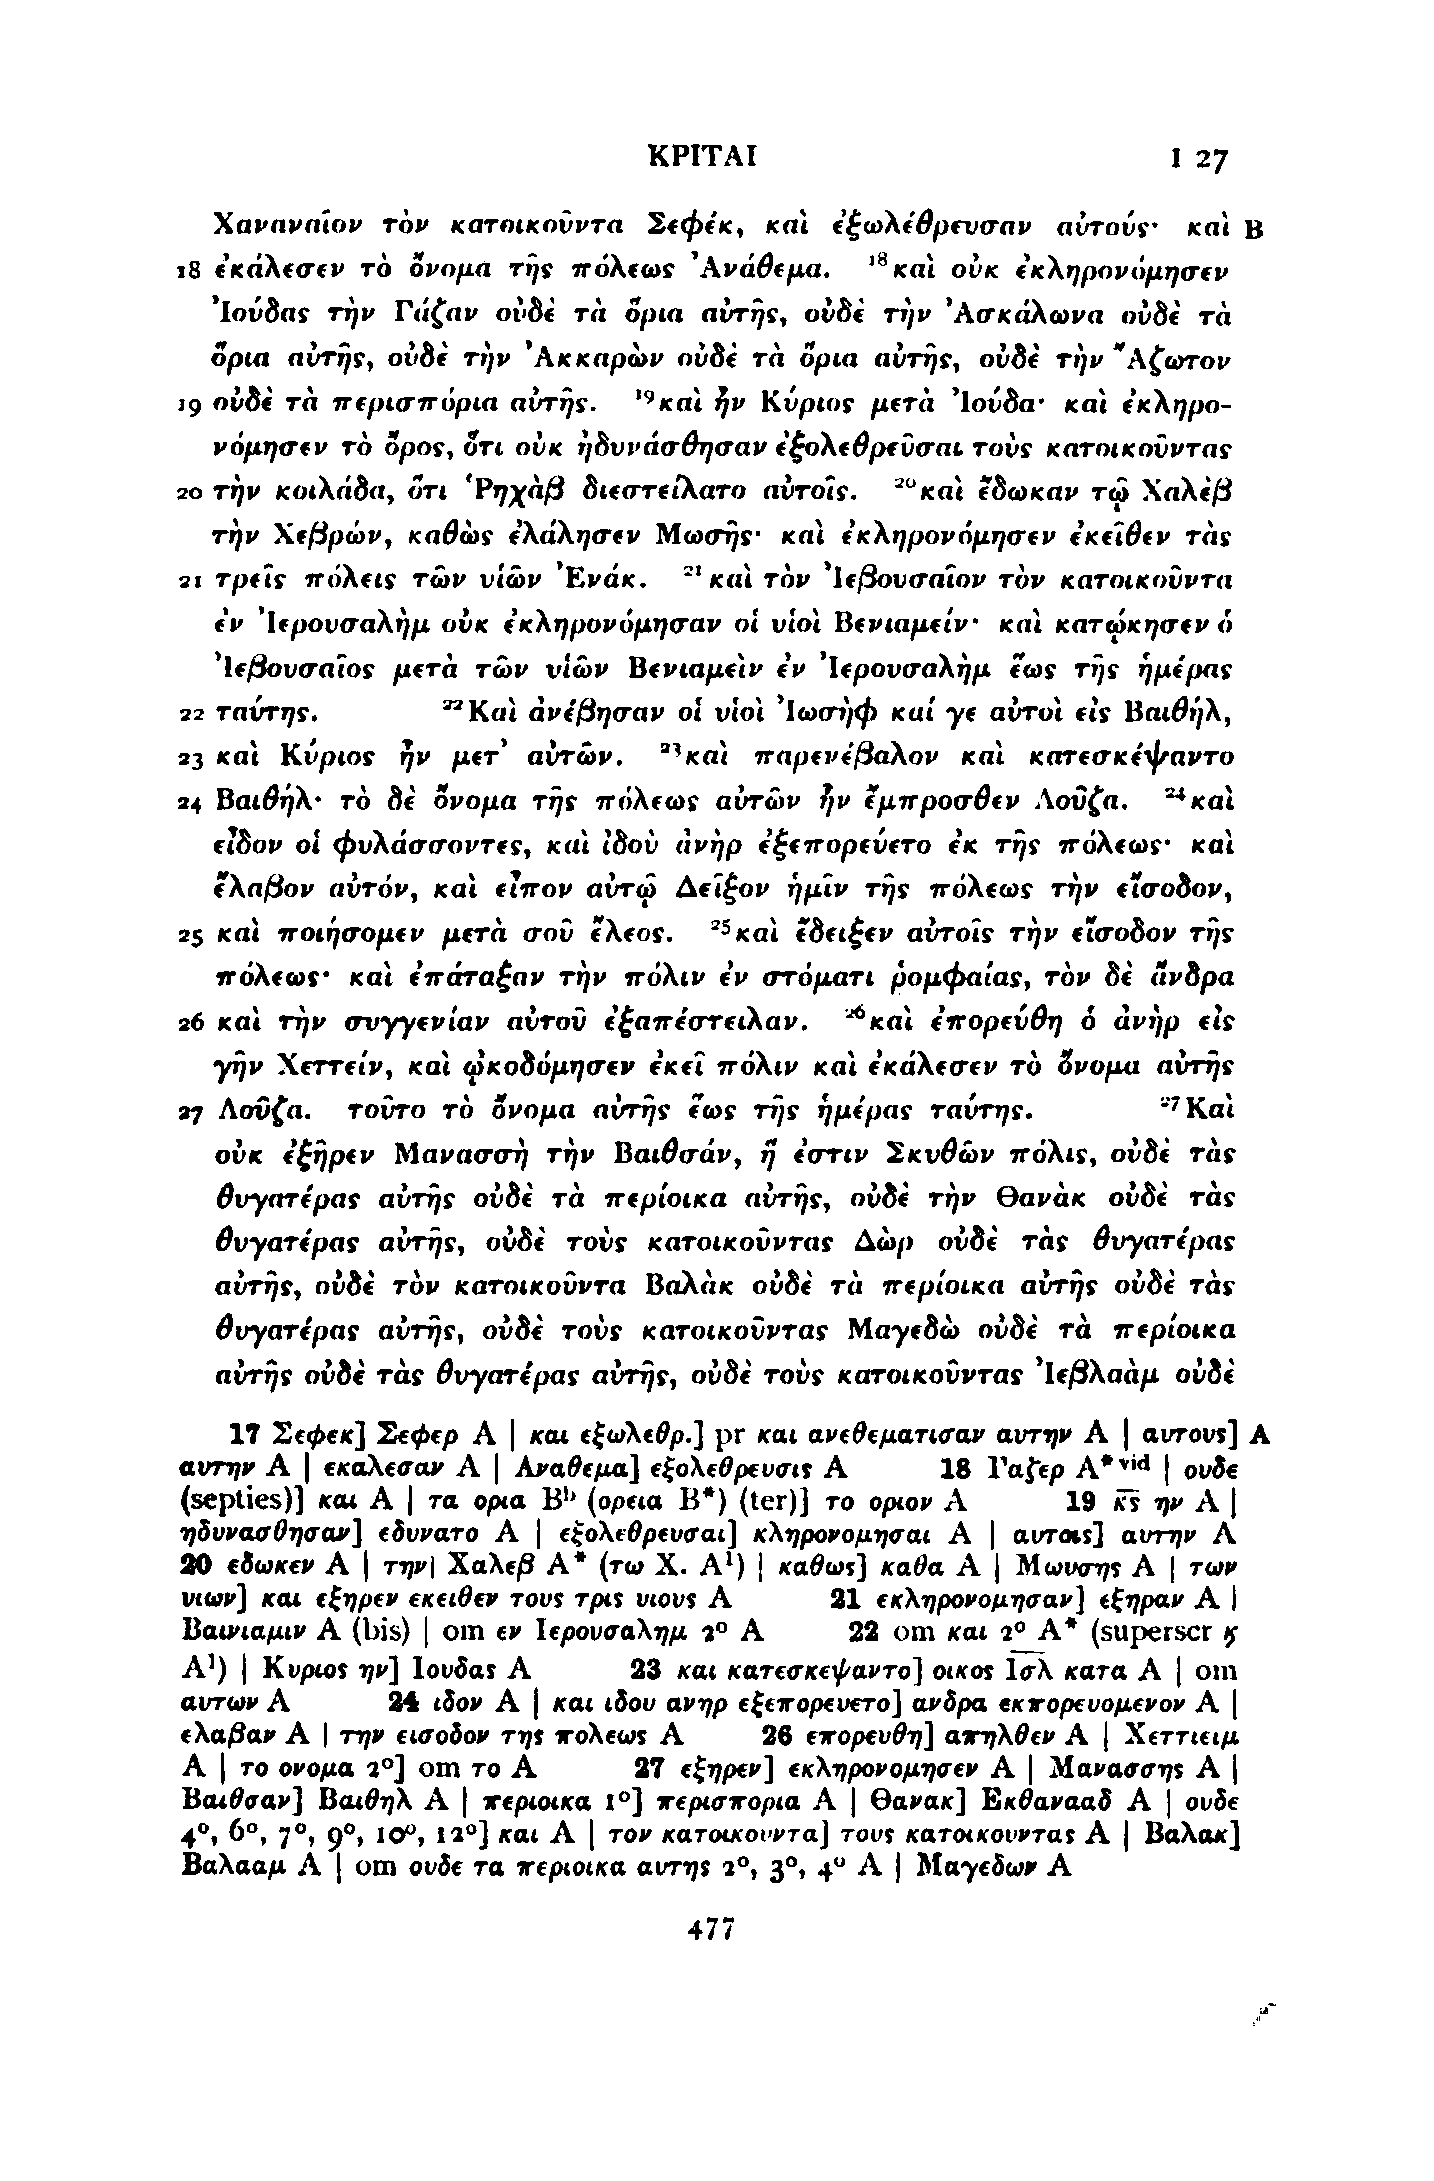 ΚΡΙΤΑΙ I 27
Χαναναῖον τὸν κατοικοῦντα Σεφέκ, καὶ ἐξωλέθρευσαν αὐτούς· καὶ B
18 ἐκάλεσεν τὸ ὄνομα τῆς πόλεως Ἀνάθεμα. ¹⁸καὶ οὐκ ἐκληρονόμησεν
Ἰούδας τὴν Γάζαν οὐδὲ τὰ ὅρια αὐτῆς, οὐδὲ τὴν Ἀσκάλωνα οὐδὲ τὰ
ὅρια αὐτῆς, οὐδὲ τὴν Ἀκκαρὼν οὐδὲ τὰ ὅρια αὐτῆς, οὐδὲ τὴν Ἄζωτον
19 οὐδὲ τὰ περισπόρια αὐτῆς. ¹⁹καὶ ἦν Κύριος μετὰ Ἰούδα· καὶ ἐκληρο-
νόμησεν τὸ ὄρος, ὅτι οὐκ ἠδυνάσθησαν ἐξολεθρεῦσαι τοὺς κατοικοῦντας
20 τὴν κοιλάδα, ὅτι Ῥηχὰβ διεστείλατο αὐτοῖς. ²⁰καὶ ἔδωκαν τῷ Χαλὲβ
τὴν Χεβρών, καθὼς ἐλάλησεν Μωσῆς· καὶ ἐκληρονόμησεν ἐκεῖθεν τὰς
21 τρεῖς πόλεις τῶν υἱῶν Ἐνάκ. ²¹καὶ τὸν Ἰεβουσαῖον τὸν κατοικοῦντα
ἐν Ἰερουσαλὴμ οὐκ ἐκληρονόμησαν οἱ υἱοὶ Βενιαμείν· καὶ κατῴκησεν ὁ
Ἰεβουσαῖος μετὰ τῶν υἱῶν Βενιαμεὶν ἐν Ἰερουσαλὴμ ἕως τῆς ἡμέρας
22 ταύτης. ²²Καὶ ἀνέβησαν οἱ υἱοὶ Ἰωσὴφ καί γε αὐτοὶ εἰς Βαιθήλ,
23 καὶ Κύριος ἦν μετ᾽ αὐτῶν. ²³καὶ παρενέβαλον καὶ κατεσκέψαντο
24 Βαιθήλ· τὸ δὲ ὄνομα τῆς πόλεως αὐτῶν ἦν ἔμπροσθεν Λοῦζα. ²⁴καὶ
εἶδον οἱ φυλάσσοντες, καὶ ἰδοὺ ἀνὴρ ἐξεπορεύετο ἐκ τῆς πόλεως· καὶ
ἔλαβον αὐτόν, καὶ εἶπον αὐτῷ Δεῖξον ἡμῖν τῆς πόλεως τὴν εἴσοδον,
25 καὶ ποιήσομεν μετὰ σοῦ ἔλεος. ²⁵καὶ ἔδειξεν αὐτοῖς τὴν εἴσοδον τῆς
πόλεως· καὶ ἐπάταξαν τὴν πόλιν ἐν στόματι ῥομφαίας, τὸν δὲ ἄνδρα
26 καὶ τὴν συγγενίαν αὐτοῦ ἐξαπέστειλαν. ²⁶καὶ ἐπορεύθη ὁ ἀνὴρ εἰς
γῆν Χεττείν, καὶ ᾠκοδόμησεν ἐκεῖ πόλιν καὶ ἐκάλεσεν τὸ ὄνομα αὐτῆς
27 Λοῦζα. τοῦτο τὸ ὄνομα αὐτῆς ἕως τῆς ἡμέρας ταύτης. ²⁷Καὶ
οὐκ ἐξῆρεν Μανασσὴ τὴν Βαιθσάν, ἥ ἐστιν Σκυθῶν πόλις, οὐδὲ τὰς
θυγατέρας αὐτῆς οὐδὲ τὰ περίοικα αὐτῆς, οὐδὲ τὴν Θανὰκ οὐδὲ τὰς
θυγατέρας αὐτῆς, οὐδὲ τοὺς κατοικοῦντας Δὼρ οὐδὲ τὰς θυγατέρας
αὐτῆς, οὐδὲ τὸν κατοικοῦντα Βαλὰκ οὐδὲ τὰ περίοικα αὐτῆς οὐδὲ τὰς
θυγατέρας αὐτῆς, οὐδὲ τοὺς κατοικοῦντας Μαγεδὼ οὐδὲ τὰ περίοικα
αὐτῆς οὐδὲ τὰς θυγατέρας αὐτῆς, οὐδὲ τοὺς κατοικοῦντας Ἰεβλαὰμ οὐδὲ
17 Σεφεκ] Σεφερ A | και εξωλεθρ.] pr και ανεθεματισαν αυτην A | αυτους] A
αυτην A | εκαλεσαν A | Αναθεμα] εξολεθρευσις A 18 Γαζερ A*ᵛⁱᵈ | ουδε
(septies)] και A | τα ορια Bᵇ (ορεια B*) (ter)] το οριον A 19 κ̅ς̅ ην A |
ηδυνασθησαν] εδυνατο A | εξολεθρευσαι] κληρονομησαι A | αυτοις] αυτην A
20 εδωκεν A | την] Χαλεβ A* (τω Χ. A¹) | καθως] καθα A | Μωυσης A | των
υιων] και εξηρεν εκειθεν τους τρις υιους A 21 εκληρονομησαν] εξηραν A |
Βαινιαμιν A (bis) | om εν Ιερουσαλημ 2° A 22 om και 2° A* (superscr ϗ
A¹) | Κυριος ην] Ιουδας A 23 και κατεσκεψαντο] οικος Ι̅σ̅λ̅ κατα A | om
αυτων A 24 ιδον A | και ιδου ανηρ εξεπορευετο] ανδρα εκπορευομενον A |
ελαβαν A | την εισοδον της πολεως A 26 επορευθη] απηλθεν A | Χεττιειμ
A | το ονομα 2°] om το A 27 εξηρεν] εκληρονομησεν A | Μανασσης A |
Βαιθσαν] Βαιθηλ A | περιοικα 1°] περισπορια A | Θανακ] Εκθανααδ A | ουδε
4°, 6°, 7°, 9°, 10°, 12°] και A | τον κατοικουντα] τους κατοικουντας A | Βαλακ]
Βαλααμ A | om ουδε τα περιοικα αυτης 2°, 3°, 4° A | Μαγεδων A
477